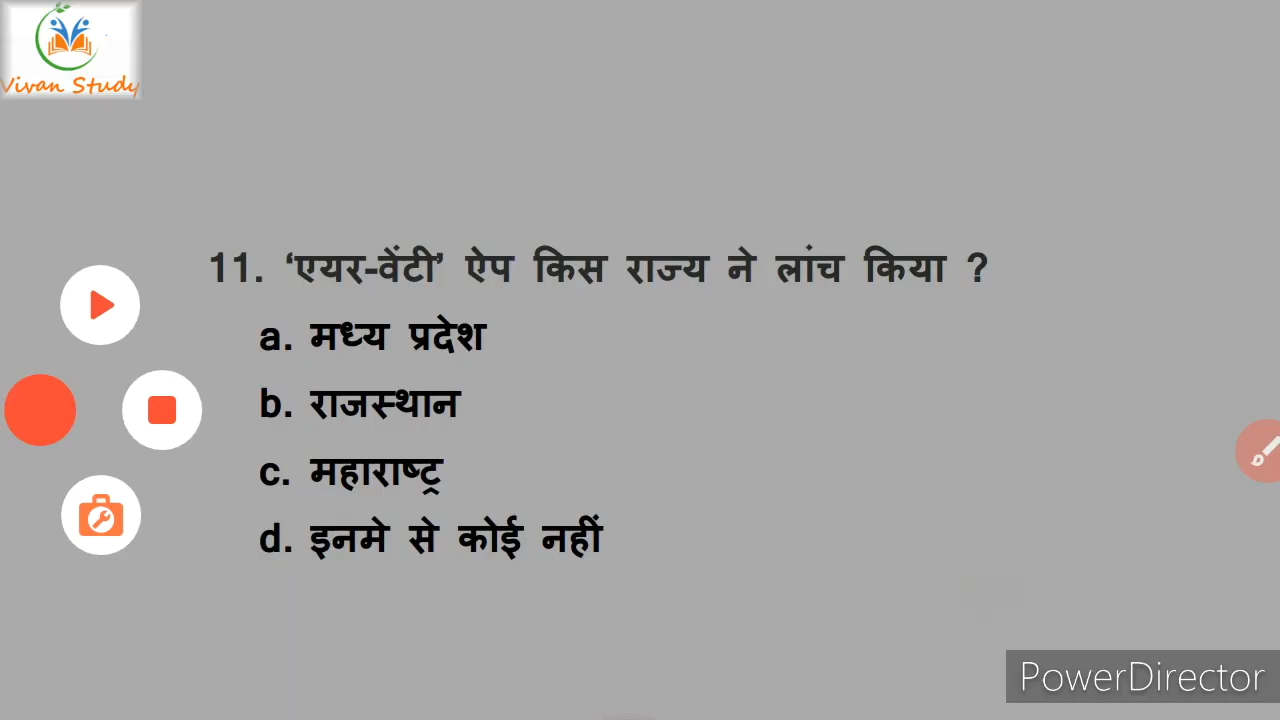 Vivan Study
11. ‘एयर-वेंटी’ ऐप किस राज्य ने लांच किया ?
a. मध्य प्रदेश
b. राजस्थान
c. महाराष्ट्र
d. इनमे से कोई नहीं
PowerDirector